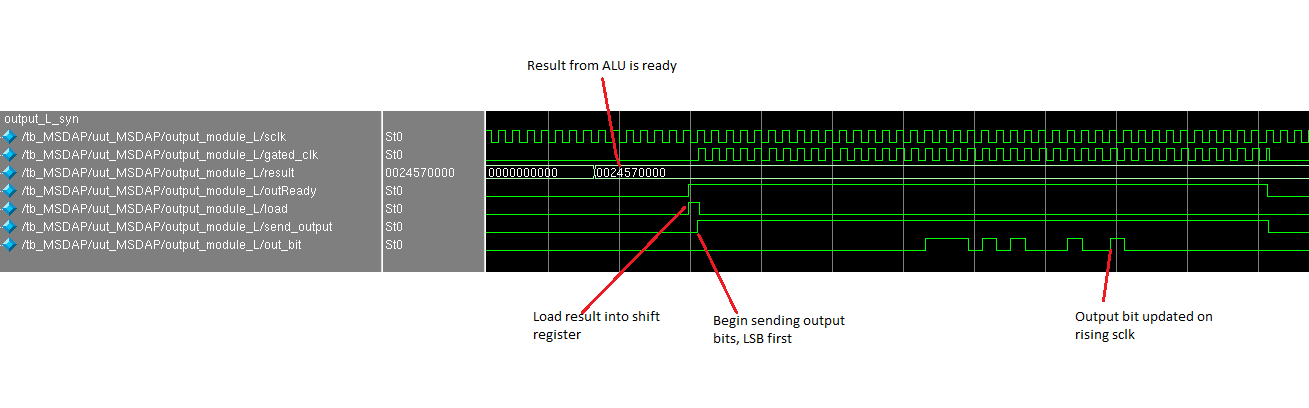 Result from ALU is ready
output_L_syn
/tb_MSDAP/uut_MSDAP/output_module_L/sclk St0
/tb_MSDAP/uut_MSDAP/output_module_L/gated_clk St0
/tb_MSDAP/uut_MSDAP/output_module_L/result 0024570000 0000000000 0024570000
/tb_MSDAP/uut_MSDAP/output_module_L/outReady St0
/tb_MSDAP/uut_MSDAP/output_module_L/load St0
/tb_MSDAP/uut_MSDAP/output_module_L/send_output St0
/tb_MSDAP/uut_MSDAP/output_module_L/out_bit St0
Load result into shift
register
Begin sending output
bits, LSB first
Output bit updated on
rising sclk